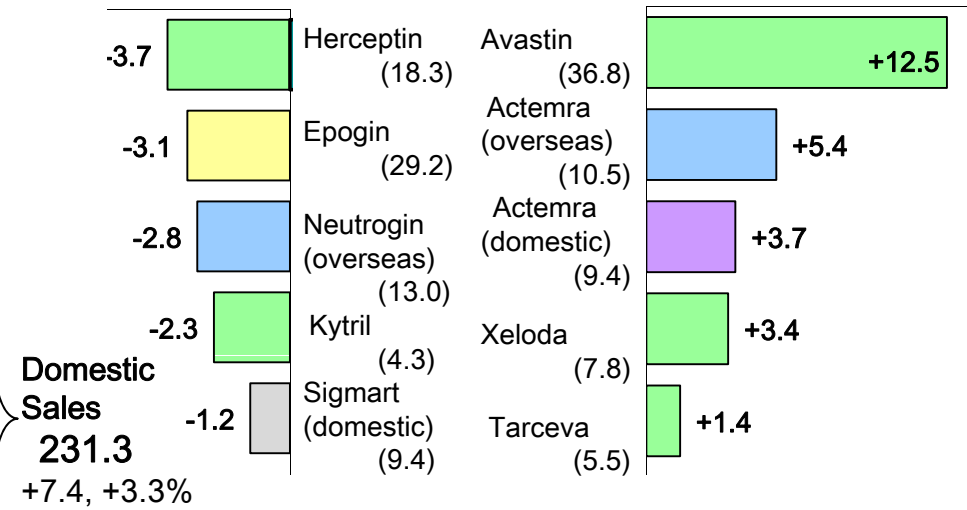 -3.7
Herceptin
(18.3)
-3.1
Epogin
(29.2)
-2.8
Neutrogin
(overseas)
(13.0)
-2.3
Kytril
(4.3)
-1.2
Sigmart
(domestic)
(9.4)
Domestic
Sales
231.3
+7.4, +3.3%
Avastin
(36.8)
+12.5
Actemra
(overseas)
(10.5)
+5.4
Actemra
(domestic)
(9.4)
+3.7
Xeloda
(7.8)
+3.4
Tarceva
(5.5)
+1.4